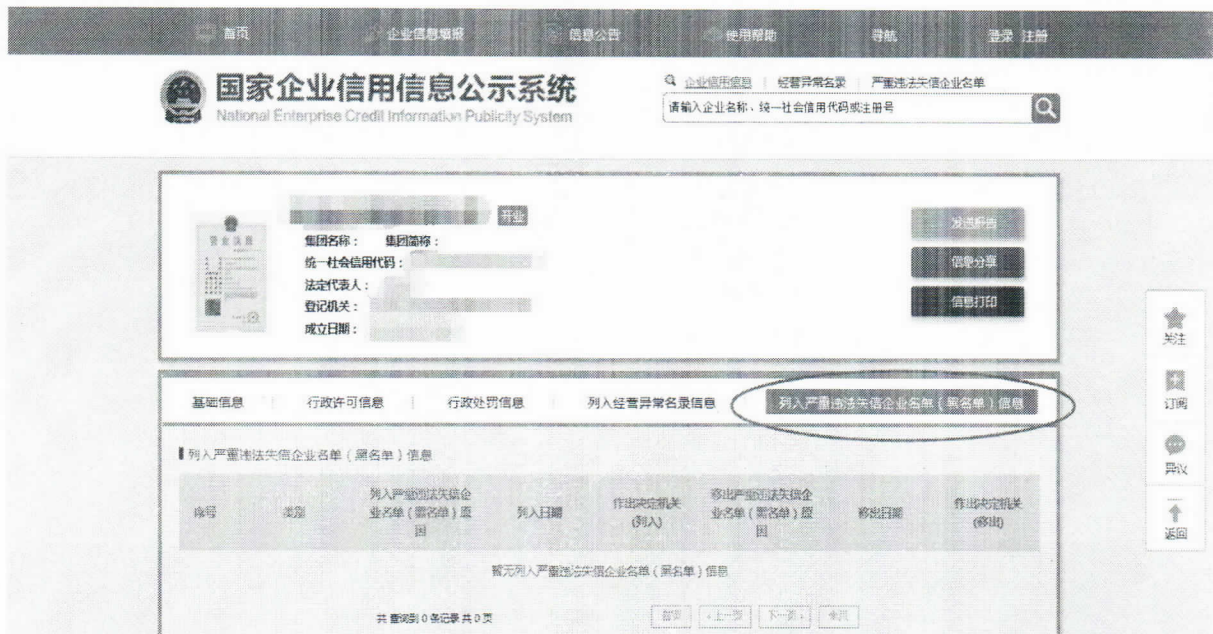 首页 企业信息填报 信息公告 使用帮助 导航 登录 注册
国家企业信用信息公示系统
National Enterprise Credit Information Publicity System
企业信用信息 | 经营异常名录 | 严重违法失信企业名单
请输入企业名称、统一社会信用代码或注册号
开业
营业执照
集团名称： 集团简称：
统一社会信用代码：
法定代表人：
登记机关：
成立日期：
发送报告
信息分享
信息打印
关注
订阅
异议
返回
基础信息 | 行政许可信息 | 行政处罚信息 | 列入经营异常名录信息 | 列入严重违法失信企业名单（黑名单）信息
列入严重违法失信企业名单（黑名单）信息
序号 类别 列入严重违法失信企业名单（黑名单）原因 列入日期 作出决定机关(列入) 移出严重违法失信企业名单（黑名单）原因 移出日期 作出决定机关(移出)
暂无列入严重违法失信企业名单（黑名单）信息
共 查询到 0 条记录 共 0 页
首页 上一页 下一页 末页